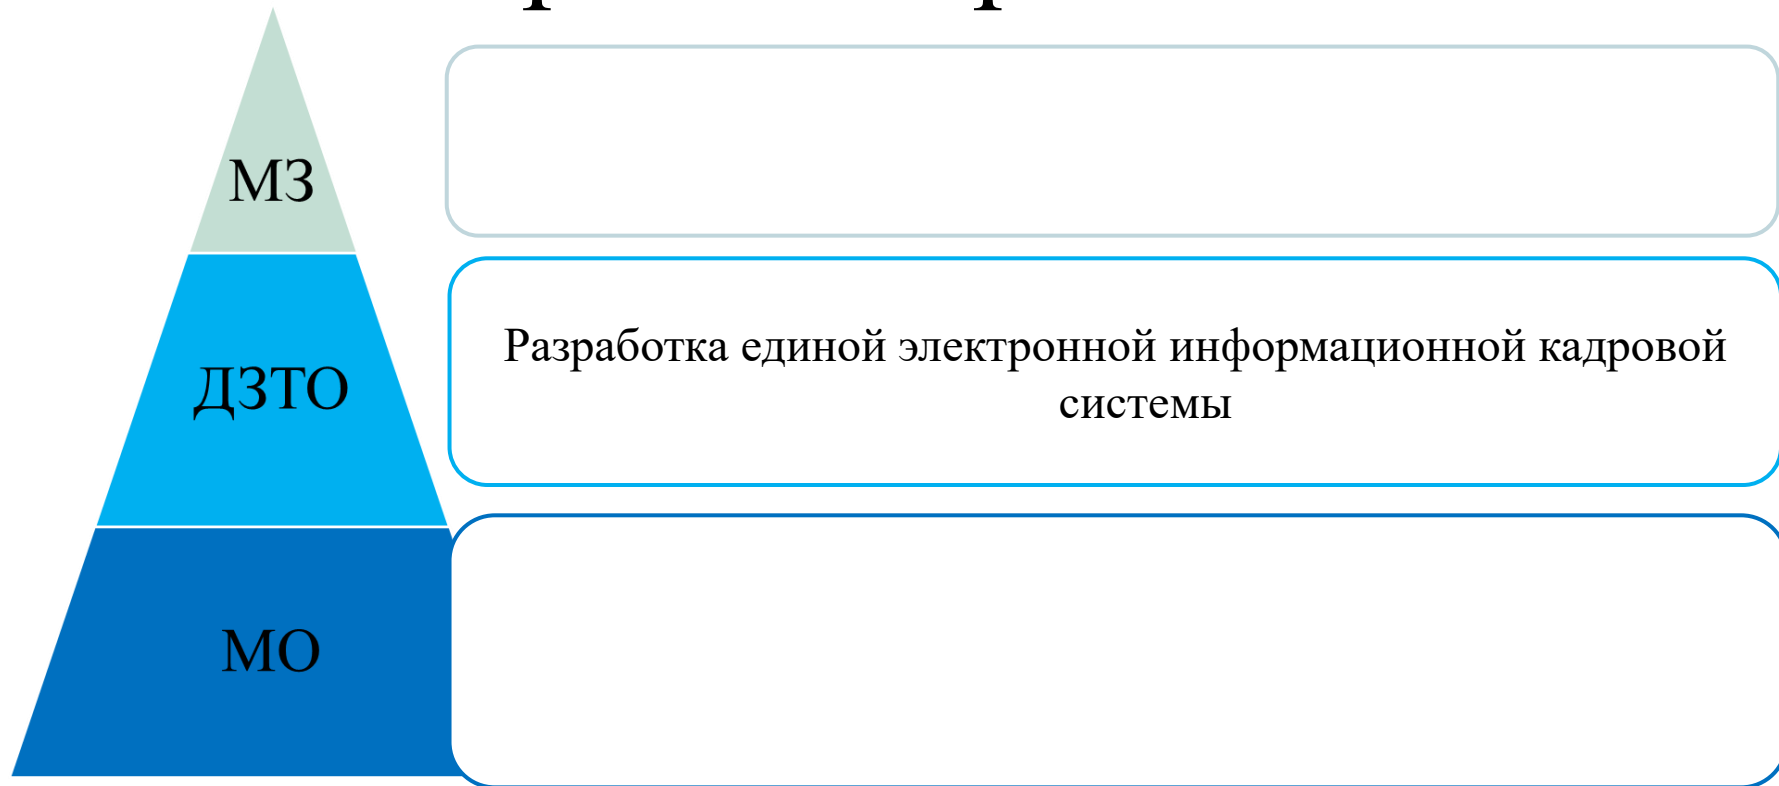 МЗ
ДЗТО
Разработка единой электронной информационной кадровой
системы
МО